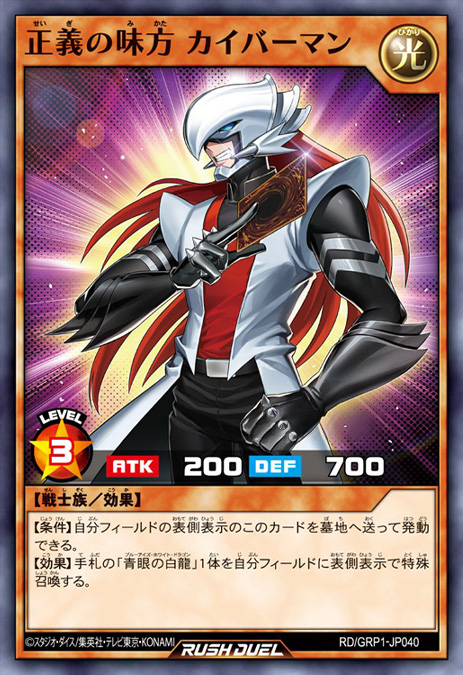 正義の味方 カイバーマン
光
LEVEL
3
ATK 200 DEF 700
【戦士族／効果】
【条件】自分フィールドの表側表示のこのカードを墓地へ送って発動
できる。
【効果】手札の「青眼の白龍」1体を自分フィールドに表側表示で特殊
召喚する。
©スタジオ・ダイス/集英社・テレビ東京・KONAMI
RUSH DUEL
RD/GRP1-JP040